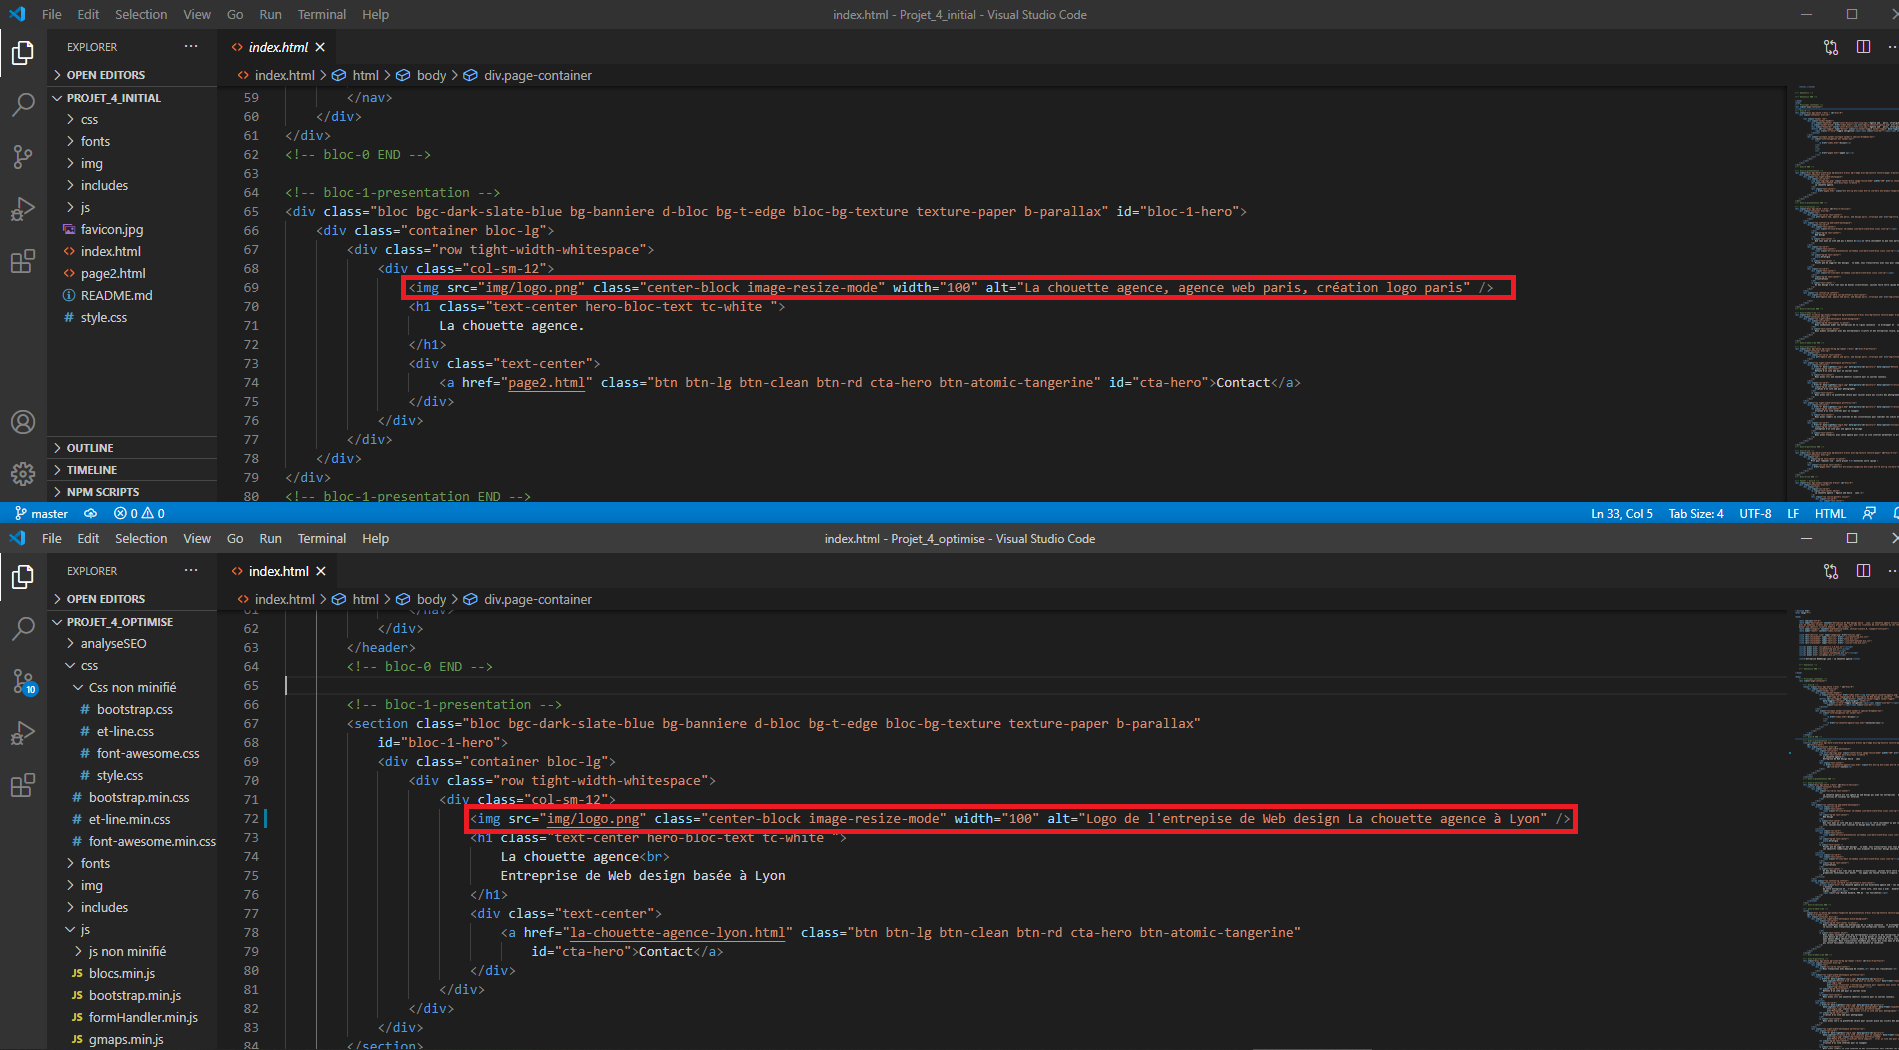 File Edit Selection View Go Run Terminal Help
index.html - Projet_4_initial - Visual Studio Code
EXPLORER ···
index.html
OPEN EDITORS
index.html > html > body > div.page-container
PROJET_4_INITIAL
css
fonts
img
includes
js
favicon.jpg
index.html
page2.html
README.md
style.css
OUTLINE
TIMELINE
NPM SCRIPTS
59 </nav>
60 </div>
61 </div>
62 <!-- bloc-0 END -->
63
64 <!-- bloc-1-presentation -->
65 <div class="bloc bgc-dark-slate-blue bg-banniere d-bloc bg-t-edge bloc-bg-texture texture-paper b-parallax" id="bloc-1-hero">
66 <div class="container bloc-lg">
67 <div class="row tight-width-whitespace">
68 <div class="col-sm-12">
69 <img src="img/logo.png" class="center-block image-resize-mode" width="100" alt="La chouette agence, agence web paris, création logo paris" />
70 <h1 class="text-center hero-bloc-text tc-white ">
71 La chouette agence.
72 </h1>
73 <div class="text-center">
74 <a href="page2.html" class="btn btn-lg btn-clean btn-rd cta-hero btn-atomic-tangerine" id="cta-hero">Contact</a>
75 </div>
76 </div>
77 </div>
78 </div>
79 </div>
80 <!-- bloc-1-presentation END -->
master 0 0
Ln 33, Col 5 Tab Size: 4 UTF-8 LF HTML
File Edit Selection View Go Run Terminal Help
index.html - Projet_4_optimise - Visual Studio Code
EXPLORER ···
index.html
OPEN EDITORS
index.html > html > body > div.page-container
PROJET_4_OPTIMISE
analyseSEO
css
Css non minifié
bootstrap.css
et-line.css
font-awesome.css
style.css
bootstrap.min.css
et-line.min.css
font-awesome.min.css
fonts
img
includes
js
js non minifié
blocs.min.js
bootstrap.min.js
formHandler.min.js
gmaps.min.js
10
61 </nav>
62 </div>
63 </header>
64 <!-- bloc-0 END -->
65
66 <!-- bloc-1-presentation -->
67 <section class="bloc bgc-dark-slate-blue bg-banniere d-bloc bg-t-edge bloc-bg-texture texture-paper b-parallax"
68 id="bloc-1-hero">
69 <div class="container bloc-lg">
70 <div class="row tight-width-whitespace">
71 <div class="col-sm-12">
72 <img src="img/logo.png" class="center-block image-resize-mode" width="100" alt="Logo de l'entrepise de Web design La chouette agence à Lyon" />
73 <h1 class="text-center hero-bloc-text tc-white ">
74 La chouette agence<br>
75 Entreprise de Web design basée à Lyon
76 </h1>
77 <div class="text-center">
78 <a href="la-chouette-agence-lyon.html" class="btn btn-lg btn-clean btn-rd cta-hero btn-atomic-tangerine"
79 id="cta-hero">Contact</a>
80 </div>
81 </div>
82 </div>
83 </div>
84 </section>